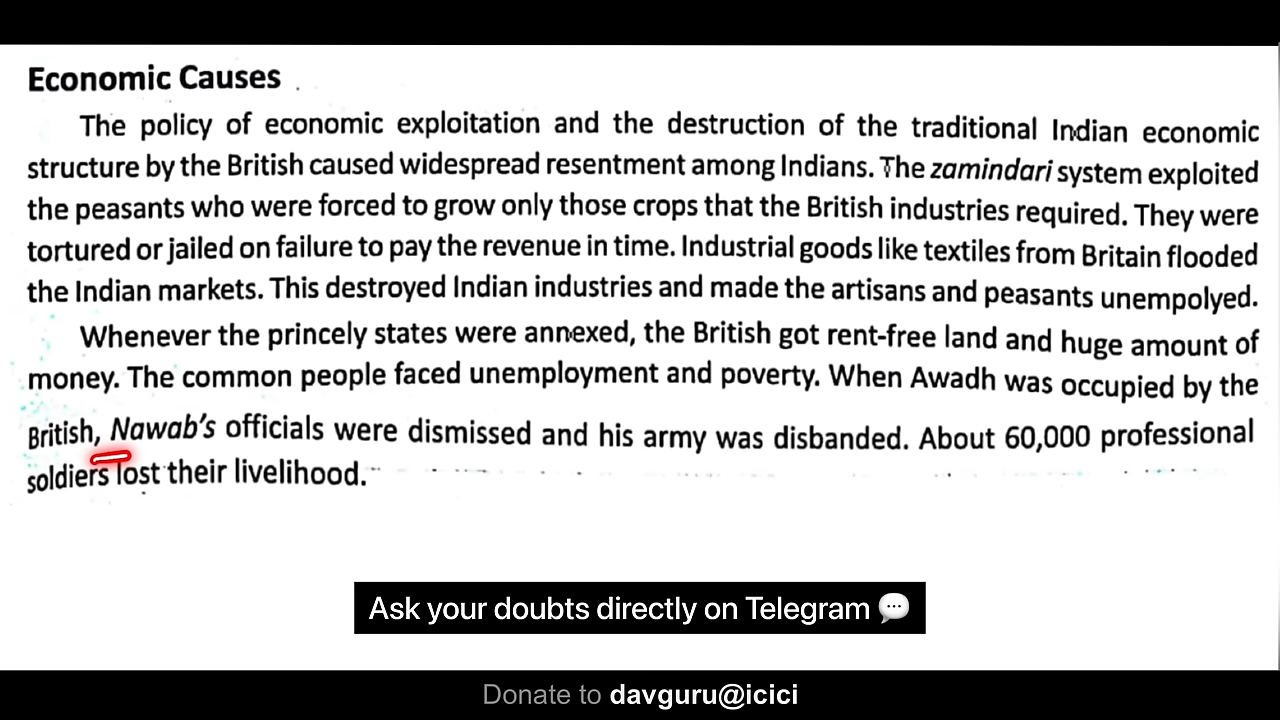 Economic Causes
The policy of economic exploitation and the destruction of the traditional Indian economic
structure by the British caused widespread resentment among Indians. The zamindari system exploited
the peasants who were forced to grow only those crops that the British industries required. They were
tortured or jailed on failure to pay the revenue in time. Industrial goods like textiles from Britain flooded
the Indian markets. This destroyed Indian industries and made the artisans and peasants unempolyed.
Whenever the princely states were annexed, the British got rent-free land and huge amount of
money. The common people faced unemployment and poverty. When Awadh was occupied by the
British, Nawab's officials were dismissed and his army was disbanded. About 60,000 professional
soldiers lost their livelihood.
Ask your doubts directly on Telegram 💬
Donate to davguru@icici